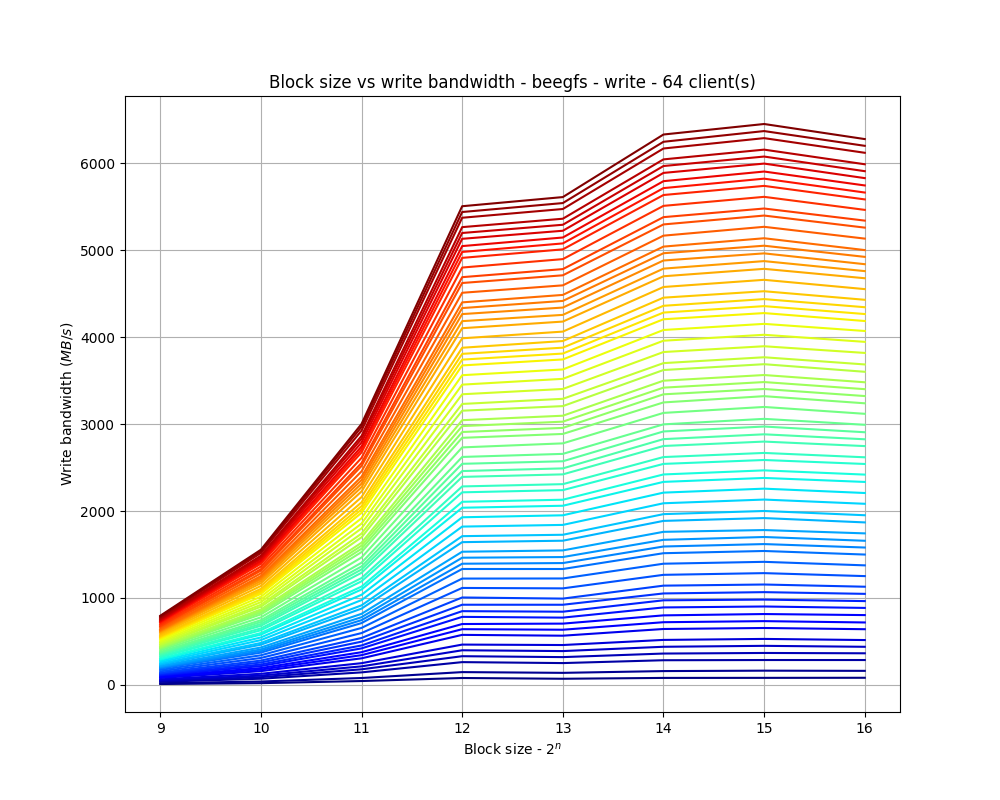 Block size vs write bandwidth - beegfs - write - 64 client(s)
6000
5000
4000
3000
2000
1000
0
Write bandwidth (MB/s)
9 10 11 12 13 14 15 16
Block size - 2ⁿ